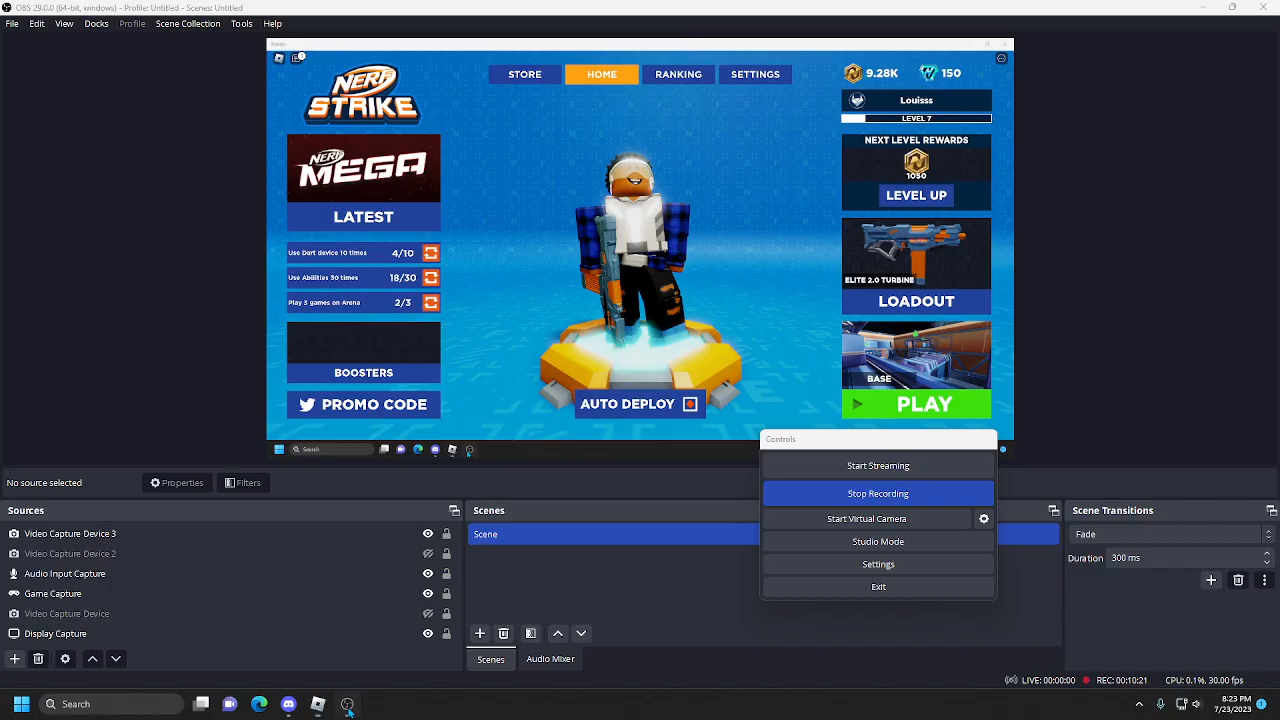 OBS 29.0.0 (64-bit, windows) - Profile: Untitled - Scenes: Untitled
File Edit View Docks Profile Scene Collection Tools Help
Roblox
NERF STRIKE
STORE HOME RANKING SETTINGS
9.28K 150
Louisss
LEVEL 7
NERF MEGA
LATEST
NEXT LEVEL REWARDS
1050
LEVEL UP
Use Dart device 10 times 4/10
Use Abilities 30 times 18/30
Play 3 games on Arena 2/3
ELITE 2.0 TURBINE
LOADOUT
BOOSTERS
BASE
PROMO CODE
AUTO DEPLOY
PLAY
Search
Controls
Start Streaming
Stop Recording
Start Virtual Camera
Studio Mode
Settings
Exit
No source selected Properties Filters
Sources
Video Capture Device 3
Video Capture Device 2
Audio Input Capture
Game Capture
Video Capture Device
Display Capture
Scenes
Scene
Scenes Audio Mixer
Scene Transitions
Fade
Duration 300 ms
LIVE: 00:00:00 REC: 00:10:21 CPU: 0.1%, 30.00 fps
Search
8:23 PM
7/23/2023